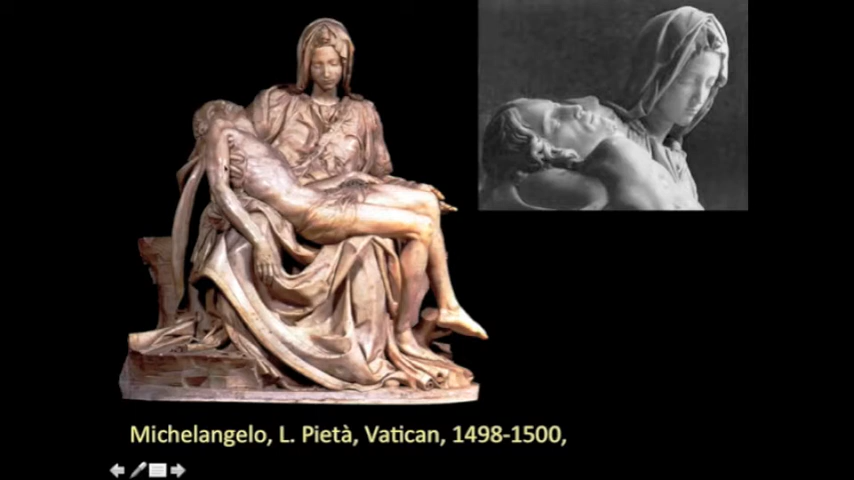 Michelangelo, L. Pietà, Vatican, 1498-1500,